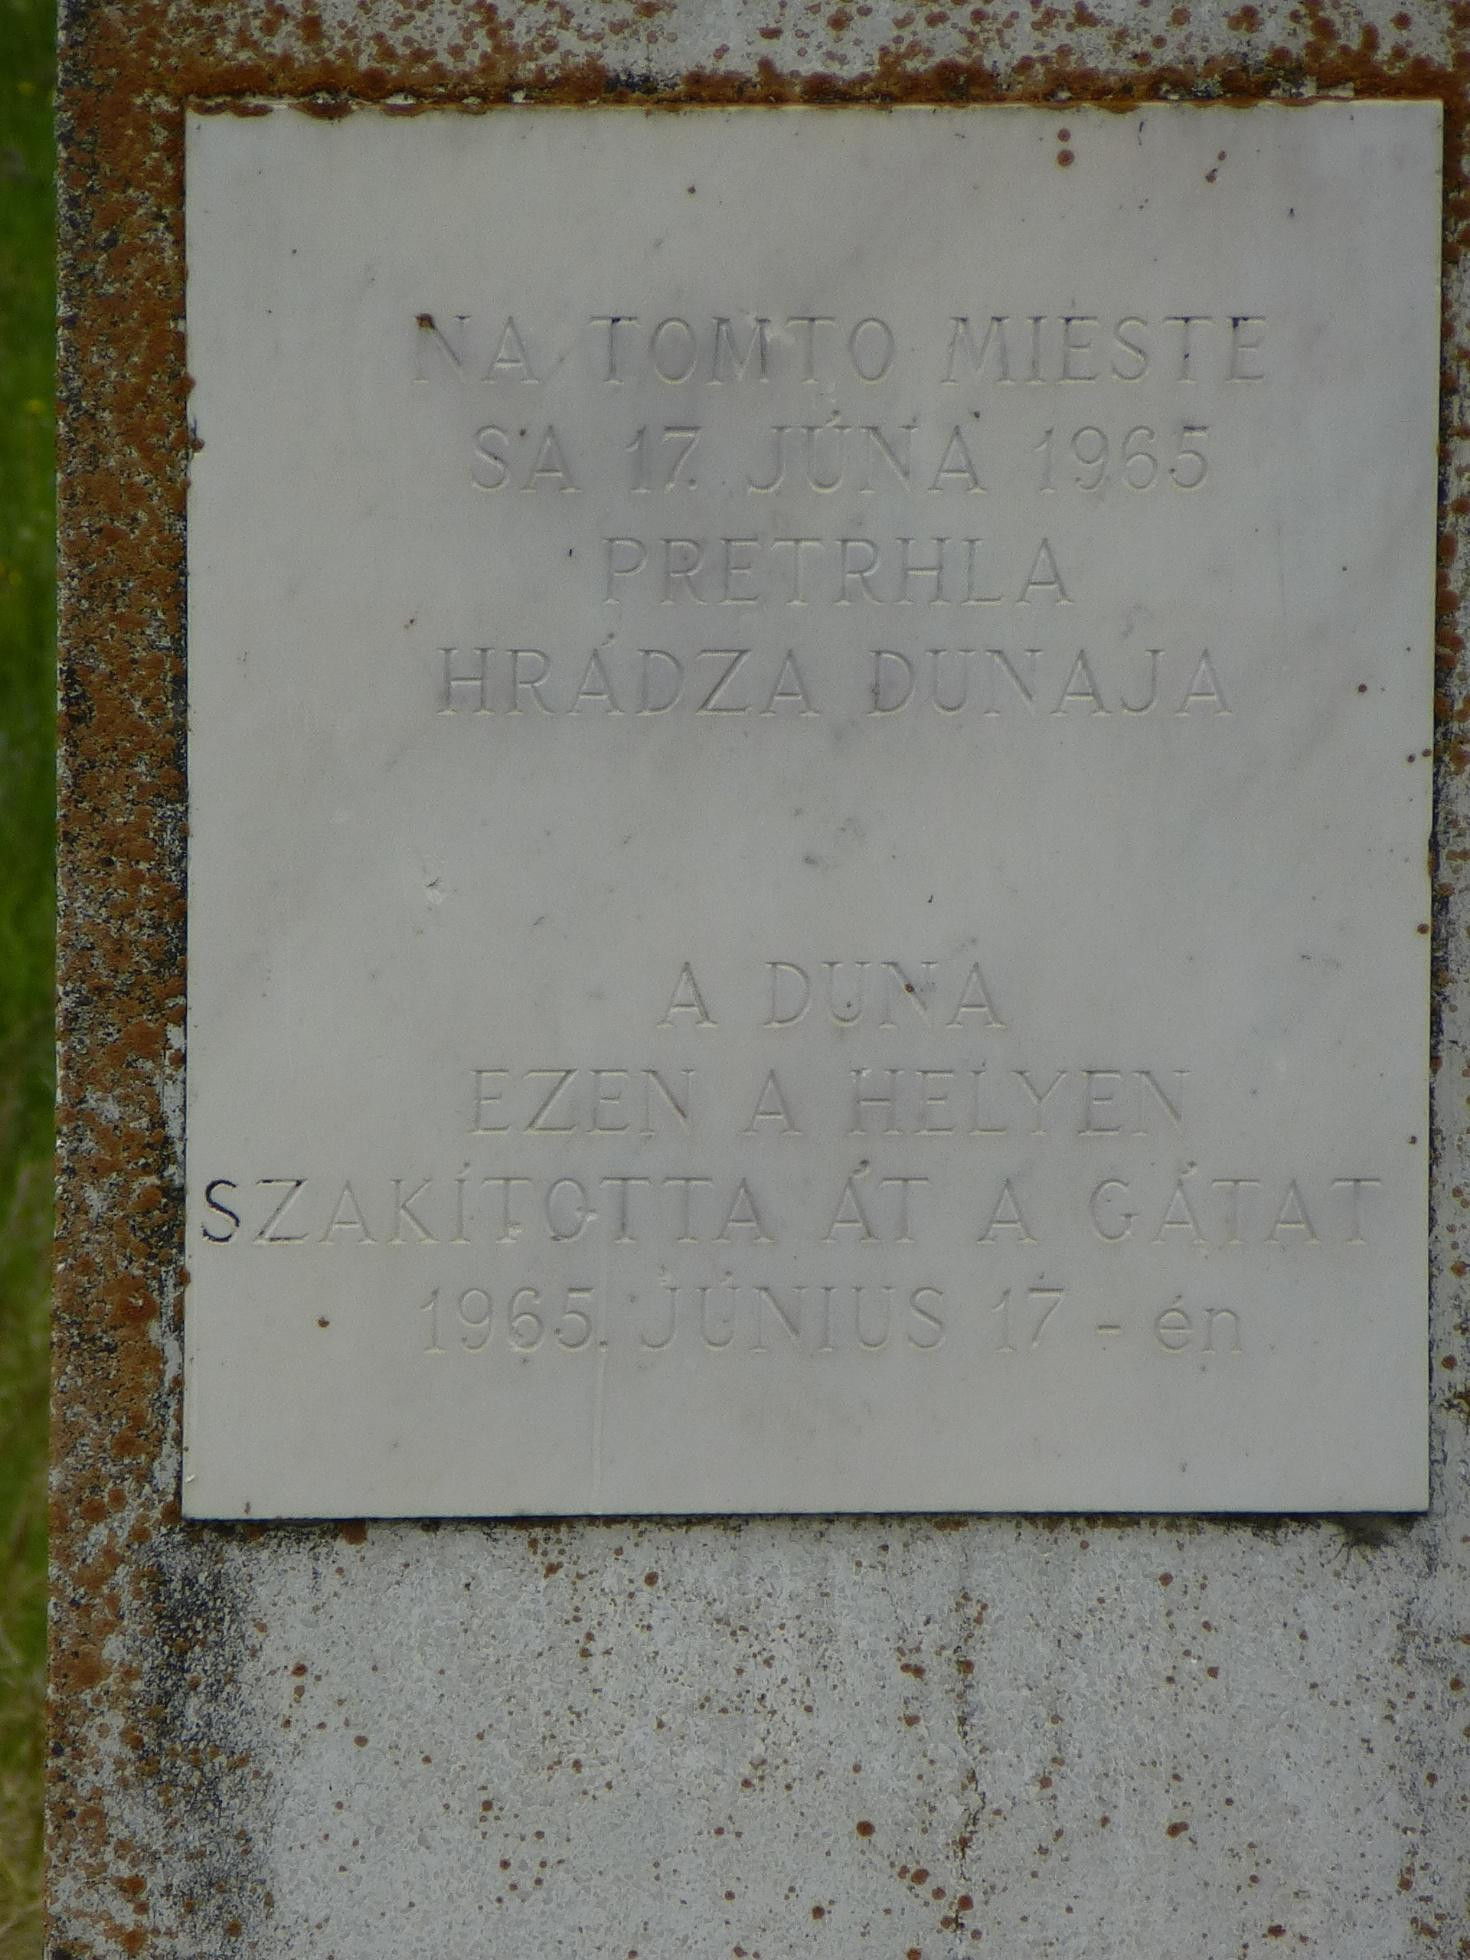 NA TOMTO MIESTE
SA 17. JÚNA 1965
PRETRHLA
HRÁDZA DUNAJA
A DUNA
EZEN A HELYEN
SZAKÍTOTTA ÁT A GÁTAT
1965. JÚNIUS 17 - én